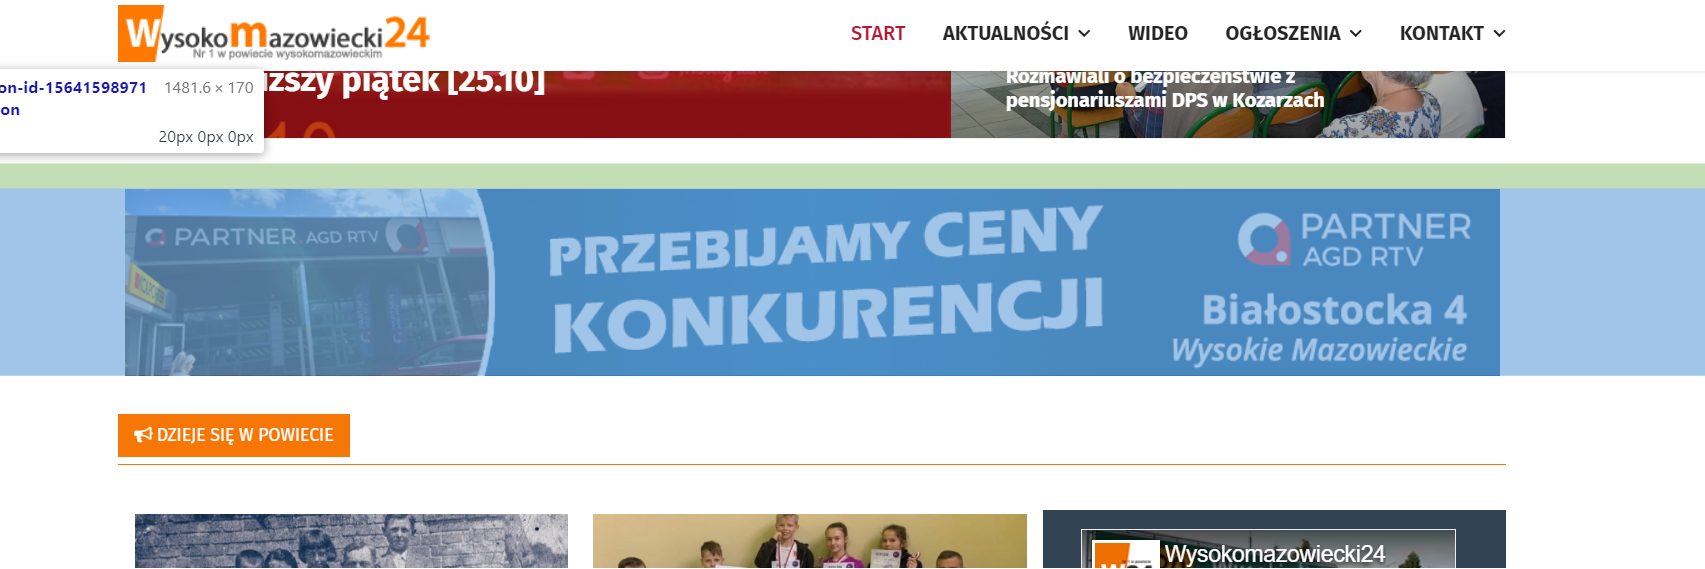 Wysokomazowiecki24
Nr 1 w powiecie wysokomazowieckim
START AKTUALNOŚCI WIDEO OGŁOSZENIA KONTAKT
piątek [25.10]
Rozmawiali o bezpieczeństwie z
pensjonariuszami DPS w Kozarzach
on-id-15641598971 1481.6 × 170
on
20px 0px 0px
PARTNER AGD RTV
PRZEBIJAMY CENY
KONKURENCJI
PARTNER
AGD RTV
Białostocka 4
Wysokie Mazowieckie
DZIEJE SIĘ W POWIECIE
Wysokomazowiecki24